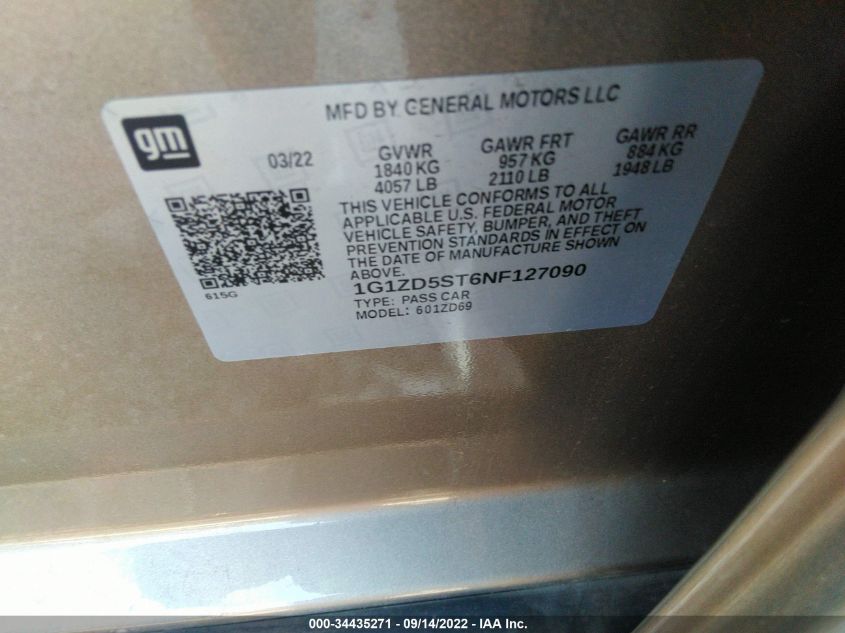 MFD BY GENERAL MOTORS LLC
gm
03/22
GVWR
1840 KG
4057 LB
GAWR FRT
957 KG
2110 LB
GAWR RR
884 KG
1948 LB
THIS VEHICLE CONFORMS TO ALL
APPLICABLE U.S. FEDERAL MOTOR
VEHICLE SAFETY, BUMPER, AND THEFT
PREVENTION STANDARDS IN EFFECT ON
THE DATE OF MANUFACTURE SHOWN
ABOVE.
615G
1G1ZD5ST6NF127090
TYPE: PASS CAR
MODEL: 601ZD69
000-34435271 - 09/14/2022 - IAA Inc.